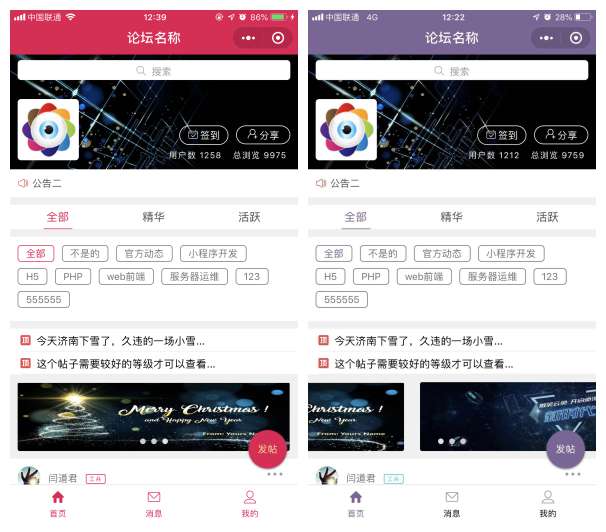 中国联通 12:39 86%
论坛名称
搜索
签到 分享
用户数 1258 总浏览 9975
公告二
全部 精华 活跃
全部 不是的 官方动态 小程序开发
H5 PHP web前端 服务器运维 123
555555
顶 今天济南下雪了，久违的一场小雪...
顶 这个帖子需要较好的等级才可以查看...
Merry Christmas !
and Happy New Year
From: Yours Name
发帖
闫道君 工具
首页 消息 我的
中国联通 4G 12:22 28%
论坛名称
搜索
签到 分享
用户数 1212 总浏览 9759
公告二
全部 精华 活跃
全部 不是的 官方动态 小程序开发
H5 PHP web前端 服务器运维 123
555555
顶 今天济南下雪了，久违的一场小雪...
顶 这个帖子需要较好的等级才可以查看...
Christmas !
Happy New Year
From: Yours Name
发帖
闫道君 工具
首页 消息 我的